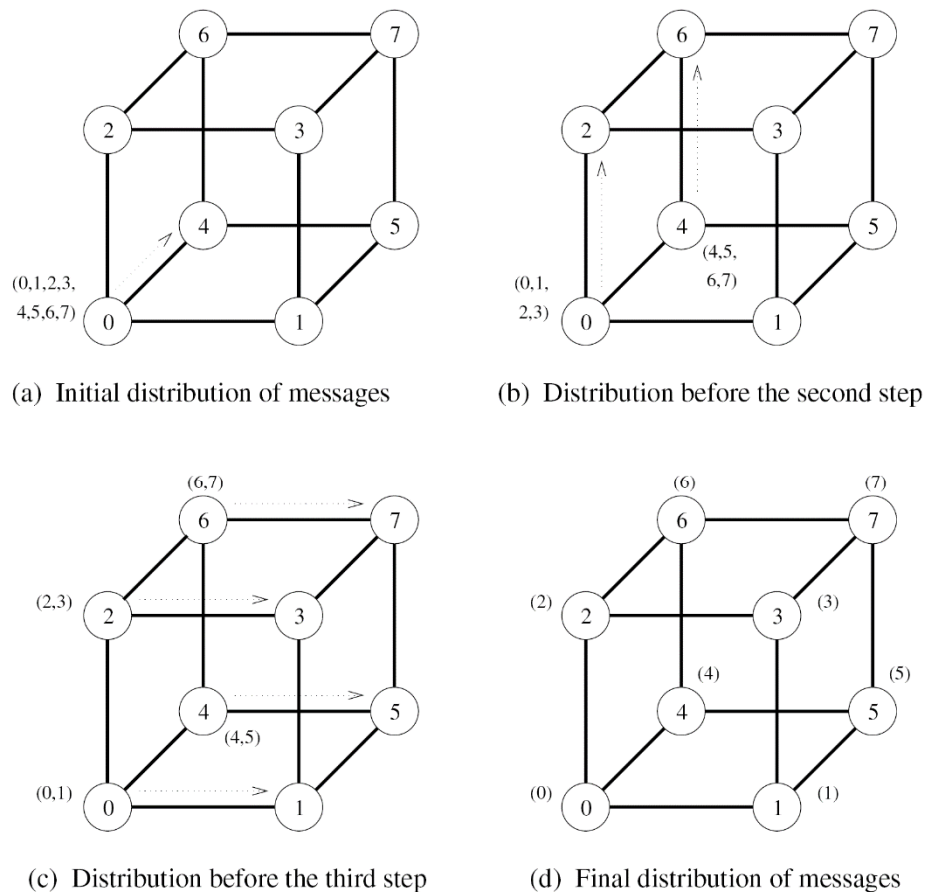 6 7
2 3
4 5
(0,1,2,3,
4,5,6,7) 0 1
(a) Initial distribution of messages
6 7
2 3
4 5
(4,5,
6,7)
(0,1,
2,3) 0 1
(b) Distribution before the second step
(6,7)
6 7
(2,3) 2 3
4 5
(4,5)
(0,1) 0 1
(c) Distribution before the third step
(6) (7)
6 7
(2) 2 3 (3)
(4) (5)
4 5
(0) 0 1 (1)
(d) Final distribution of messages